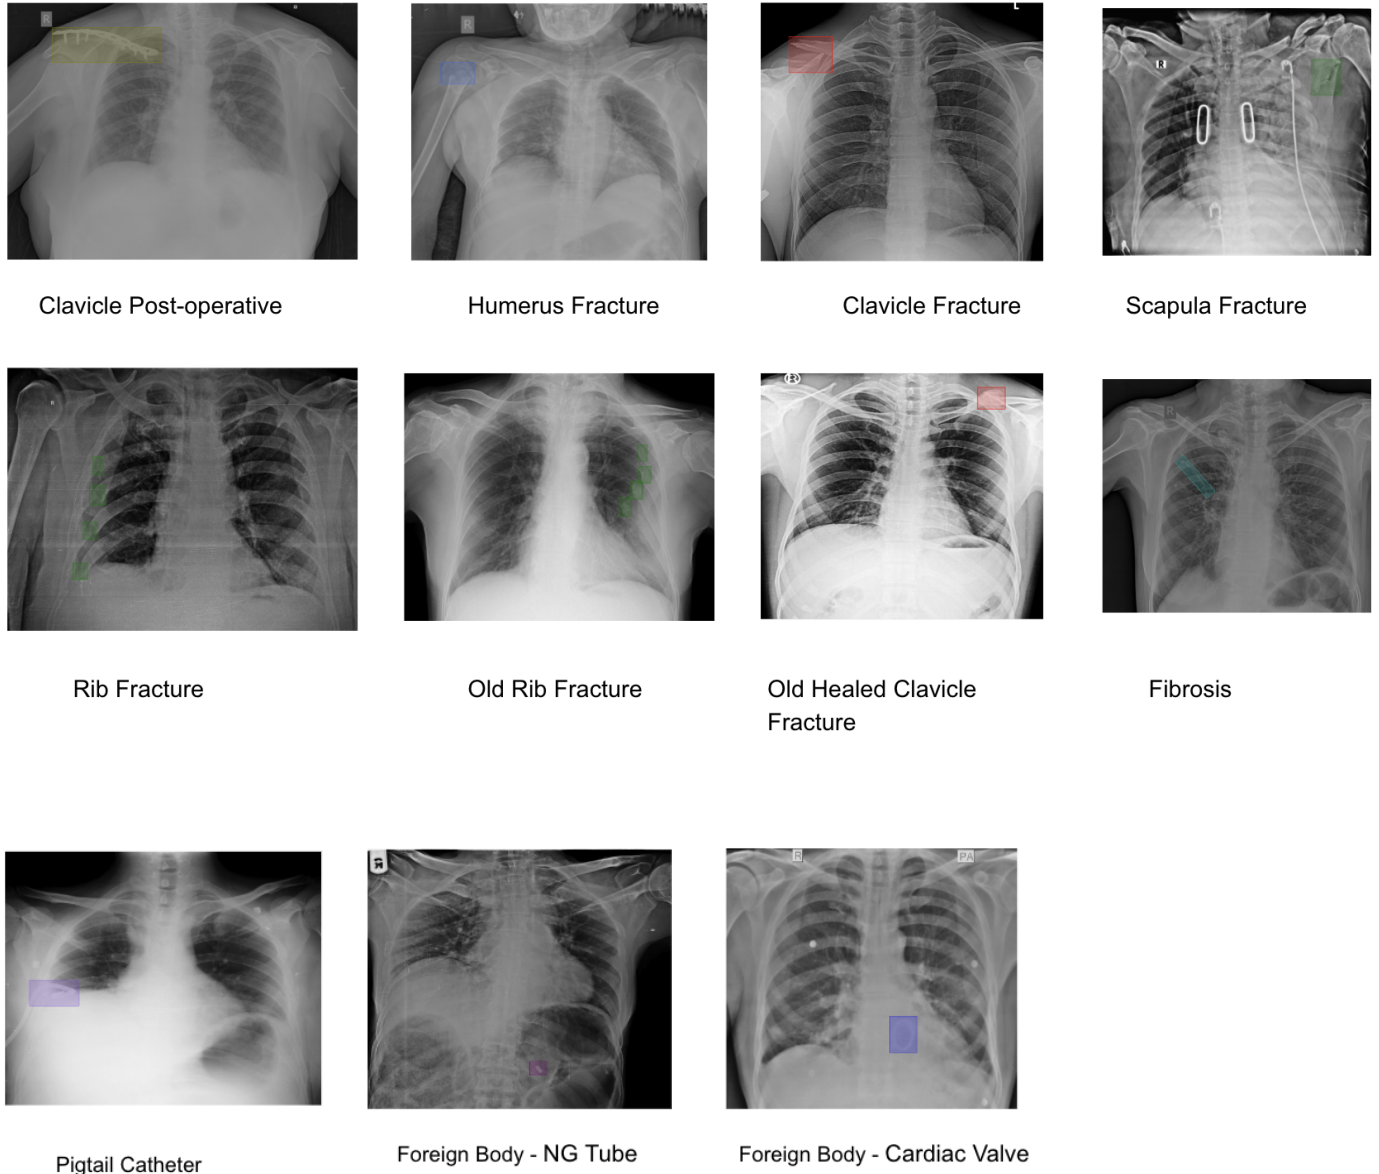 R
R
L
R
Clavicle Post-operative
Humerus Fracture
Clavicle Fracture
Scapula Fracture
R
R
R
Rib Fracture
Old Rib Fracture
Old Healed Clavicle
Fracture
Fibrosis
R
PA
Pigtail Catheter
Foreign Body - NG Tube
Foreign Body - Cardiac Valve